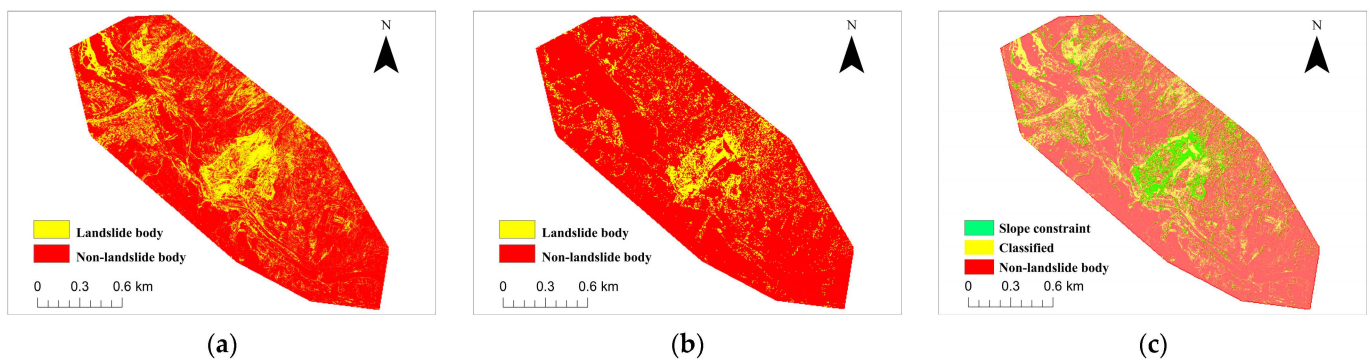 N
Landslide body
Non-landslide body
0 0.3 0.6 km
(a)
N
Landslide body
Non-landslide body
0 0.3 0.6 km
(b)
N
Slope constraint
Classified
Non-landslide body
0 0.3 0.6 km
(c)